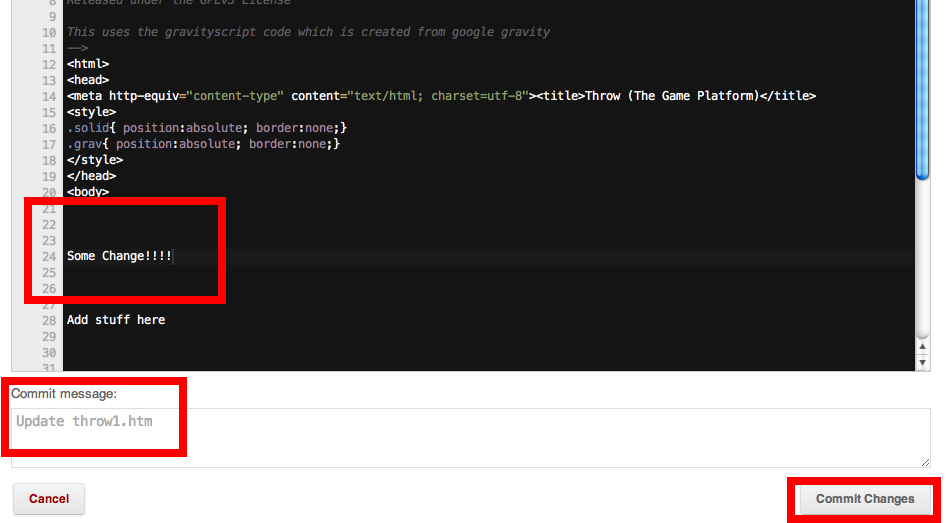 8 Released under the GPLv3 License
9
10 This uses the gravityscript code which is created from google gravity
11 -->
12 <html>
13 <head>
14 <meta http-equiv="content-type" content="text/html; charset=utf-8"><title>Throw (The Game Platform)</title>
15 <style>
16 .solid{ position:absolute; border:none;}
17 .grav{ position:absolute; border:none;}
18 </style>
19 </head>
20 <body>
21
22
23
24 Some Change!!!!
25
26
27
28 Add stuff here
29
30
31
Commit message:
Update throw1.htm
Cancel Commit Changes